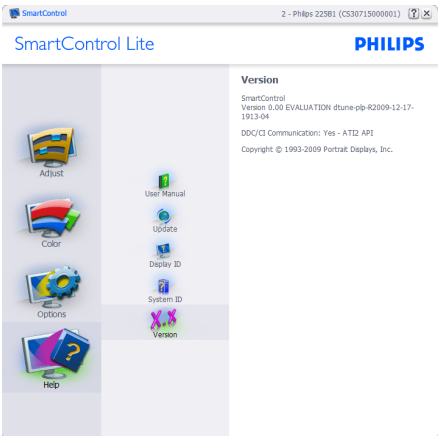 SmartControl
2 - Philips 225B1 (CS30715000001)
? X
SmartControl Lite
PHILIPS
Adjust
Color
Options
Help
User Manual
Update
Display ID
System ID
X.X
Version
Version
SmartControl
Version 0.00 EVALUATION dtune-plp-R2009-12-17-
1913-04
DDC/CI Communication: Yes - ATI2 API
Copyright © 1993-2009 Portrait Displays, Inc.